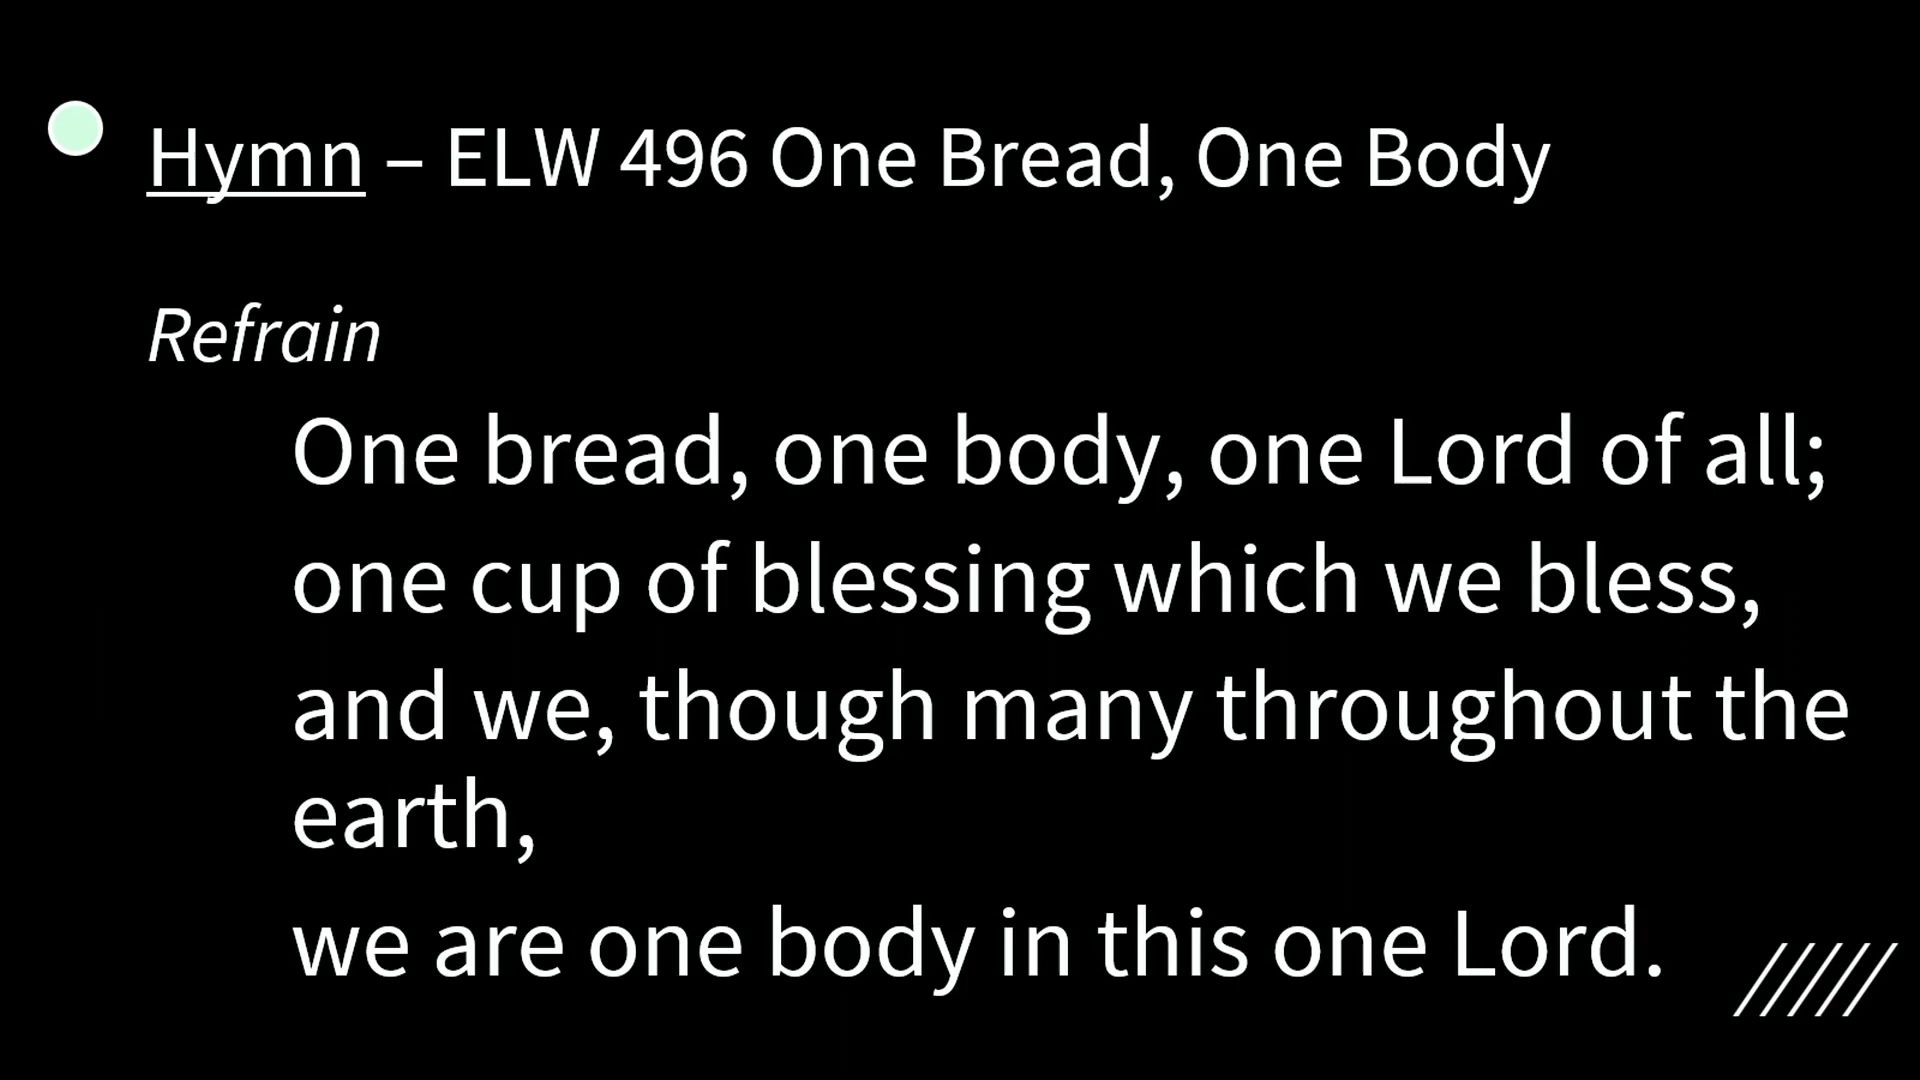 Hymn – ELW 496 One Bread, One Body
Refrain
One bread, one body, one Lord of all;
one cup of blessing which we bless,
and we, though many throughout the
earth,
we are one body in this one Lord.